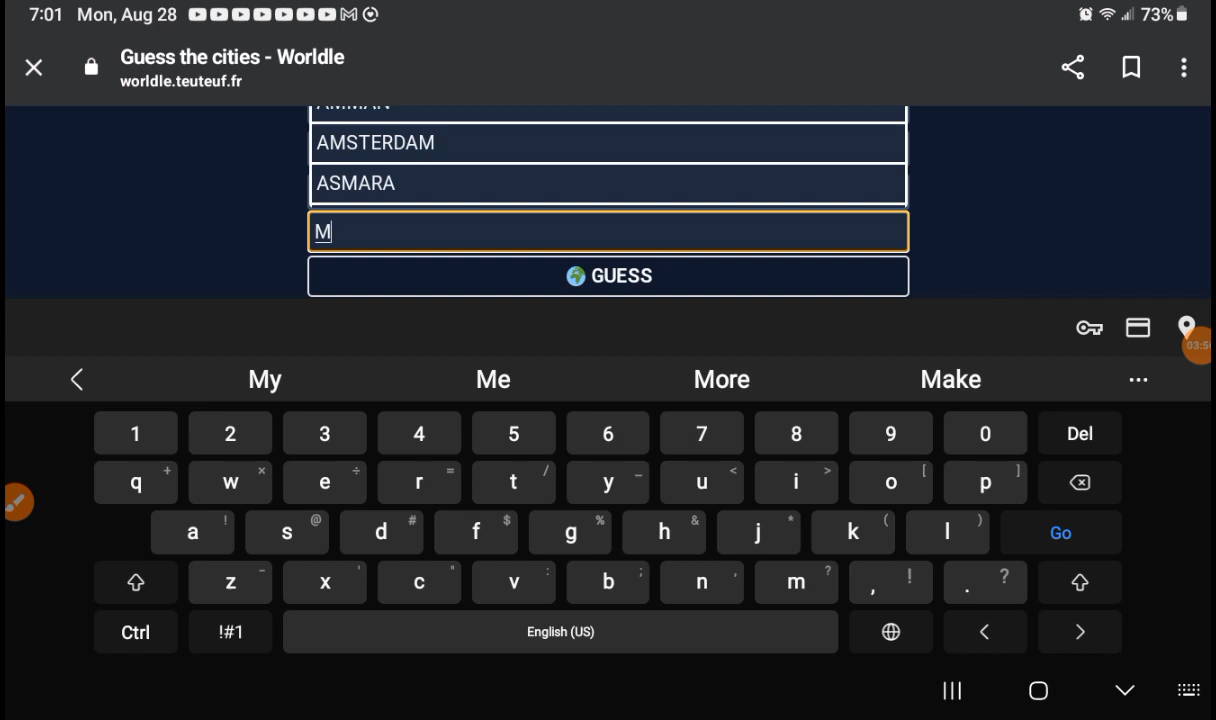 7:01 Mon, Aug 28 73%
Guess the cities - Worldle
worldle.teuteuf.fr
AMMAN
AMSTERDAM
ASMARA
M
GUESS
My Me More Make ...
1 2 3 4 5 6 7 8 9 0 Del
q + w × e ÷ r = t / y _ u < i > o [ p ]
a ! s @ d # f $ g % h & j * k ( l ) Go
z - x ' c " v : b ; n , m ? , ! . ?
Ctrl !#1 English (US) < >